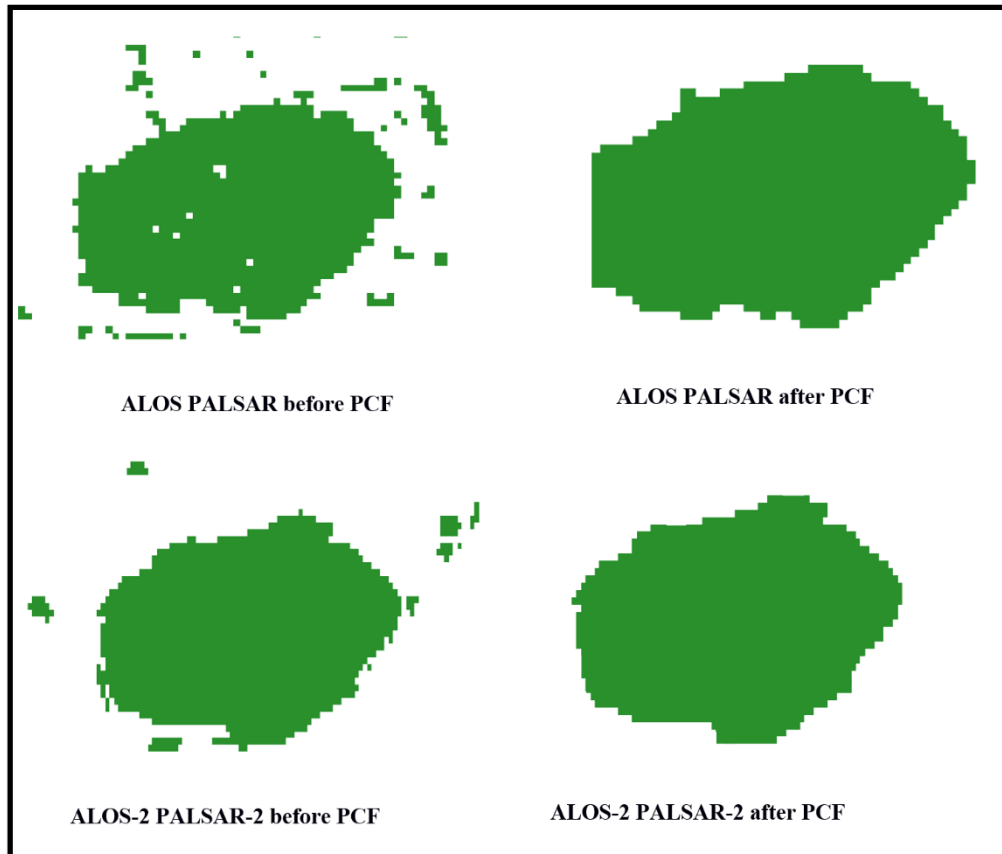 ALOS PALSAR before PCF
ALOS PALSAR after PCF
ALOS-2 PALSAR-2 before PCF
ALOS-2 PALSAR-2 after PCF